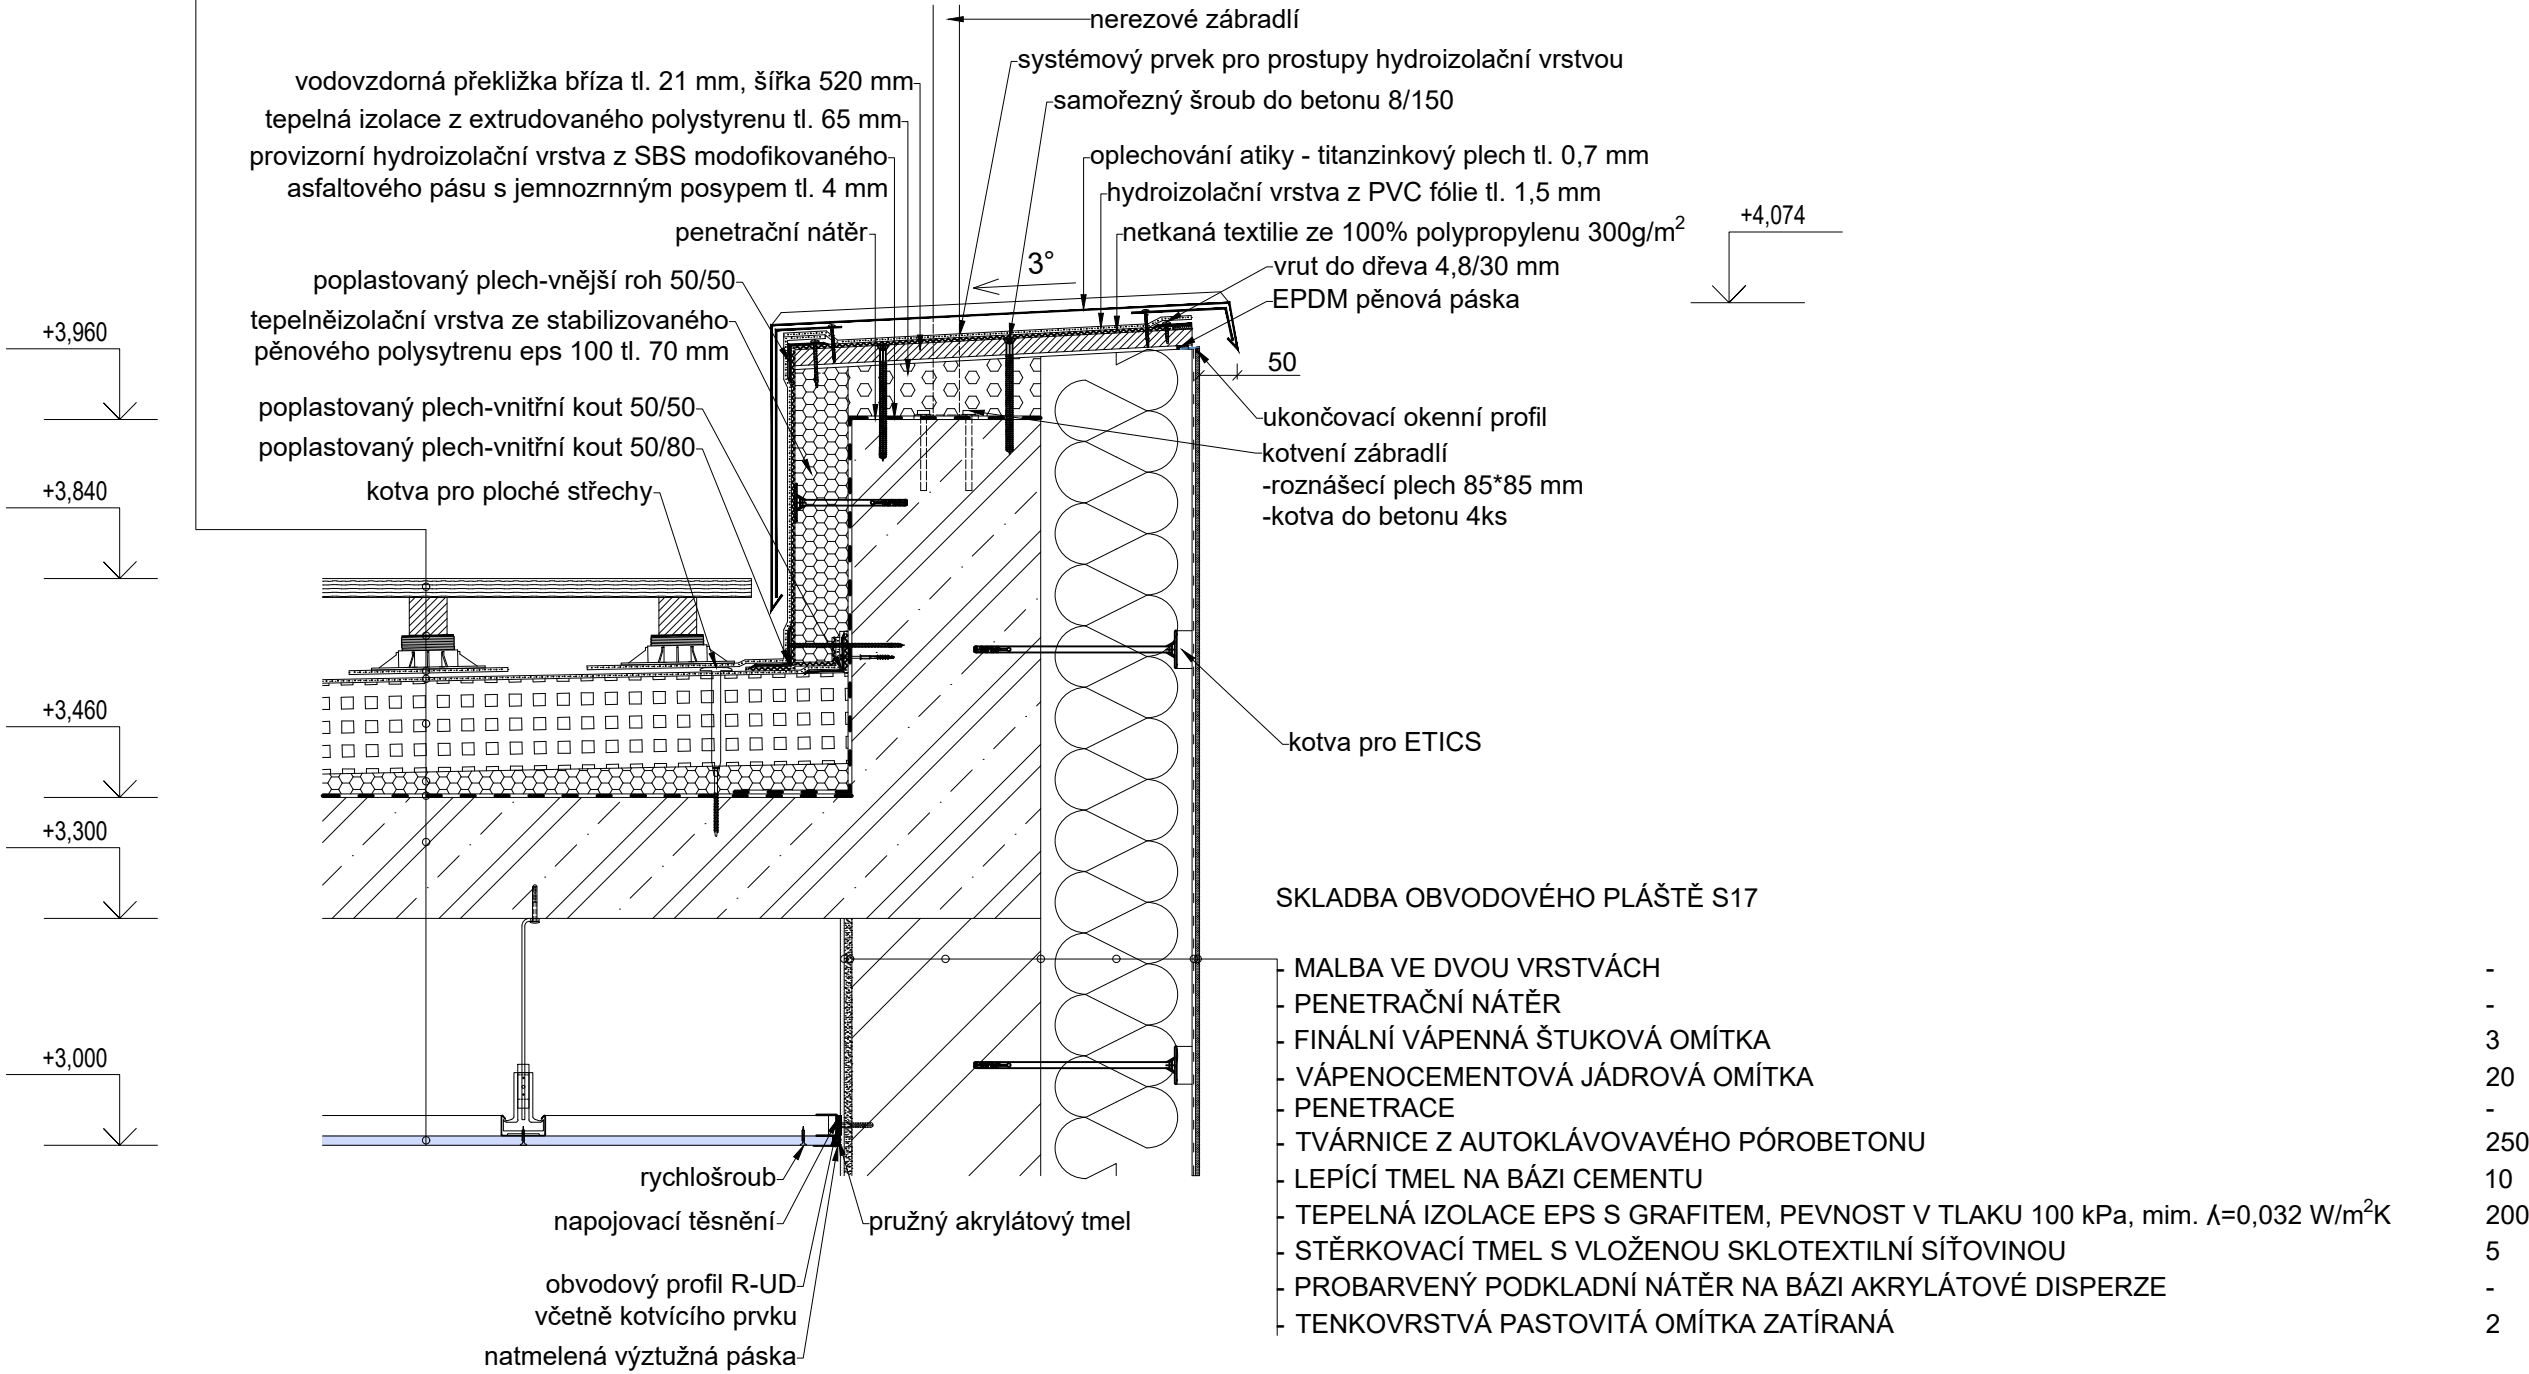 nerezové zábradlí
systémový prvek pro prostupy hydroizolační vrstvou
samořezný šroub do betonu 8/150
oplechování atiky - titanzinkový plech tl. 0,7 mm
hydroizolační vrstva z PVC fólie tl. 1,5 mm
netkaná textilie ze 100% polypropylenu 300g/m²
vrut do dřeva 4,8/30 mm
EPDM pěnová páska
vodovzdorná překližka bříza tl. 21 mm, šířka 520 mm
tepelná izolace z extrudovaného polystyrenu tl. 65 mm
provizorní hydroizolační vrstva z SBS modofikovaného
asfaltového pásu s jemnozrnným posypem tl. 4 mm
penetrační nátěr
poplastovaný plech-vnější roh 50/50
tepelněizolační vrstva ze stabilizovaného
pěnového polysytrenu eps 100 tl. 70 mm
poplastovaný plech-vnitřní kout 50/50
poplastovaný plech-vnitřní kout 50/80
kotva pro ploché střechy
3°
+4,074
50
ukončovací okenní profil
kotvení zábradlí
-roznášecí plech 85*85 mm
-kotva do betonu 4ks
kotva pro ETICS
+3,960
+3,840
+3,460
+3,300
+3,000
rychlošroub
napojovací těsnění
pružný akrylátový tmel
obvodový profil R-UD
včetně kotvícího prvku
natmelená výztužná páska
SKLADBA OBVODOVÉHO PLÁŠTĚ S17
- MALBA VE DVOU VRSTVÁCH -
- PENETRAČNÍ NÁTĚR -
- FINÁLNÍ VÁPENNÁ ŠTUKOVÁ OMÍTKA 3
- VÁPENOCEMENTOVÁ JÁDROVÁ OMÍTKA 20
- PENETRACE -
- TVÁRNICE Z AUTOKLÁVOVAVÉHO PÓROBETONU 250
- LEPÍCÍ TMEL NA BÁZI CEMENTU 10
- TEPELNÁ IZOLACE EPS S GRAFITEM, PEVNOST V TLAKU 100 kPa, mim. ʎ=0,032 W/m²K 200
- STĚRKOVACÍ TMEL S VLOŽENOU SKLOTEXTILNÍ SÍŤOVINOU 5
- PROBARVENÝ PODKLADNÍ NÁTĚR NA BÁZI AKRYLÁTOVÉ DISPERZE -
- TENKOVRSTVÁ PASTOVITÁ OMÍTKA ZATÍRANÁ 2